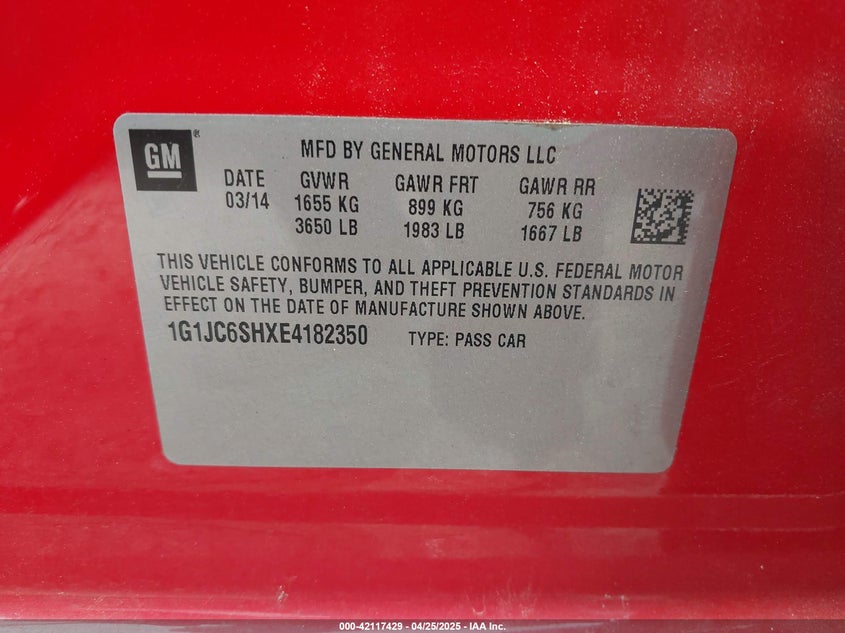 GM®
MFD BY GENERAL MOTORS LLC
DATE GVWR GAWR FRT GAWR RR
03/14 1655 KG 899 KG 756 KG
3650 LB 1983 LB 1667 LB
THIS VEHICLE CONFORMS TO ALL APPLICABLE U.S. FEDERAL MOTOR
VEHICLE SAFETY, BUMPER, AND THEFT PREVENTION STANDARDS IN
EFFECT ON THE DATE OF MANUFACTURE SHOWN ABOVE.
1G1JC6SHXE4182350 TYPE: PASS CAR
000-42117429 - 04/25/2025 - IAA Inc.